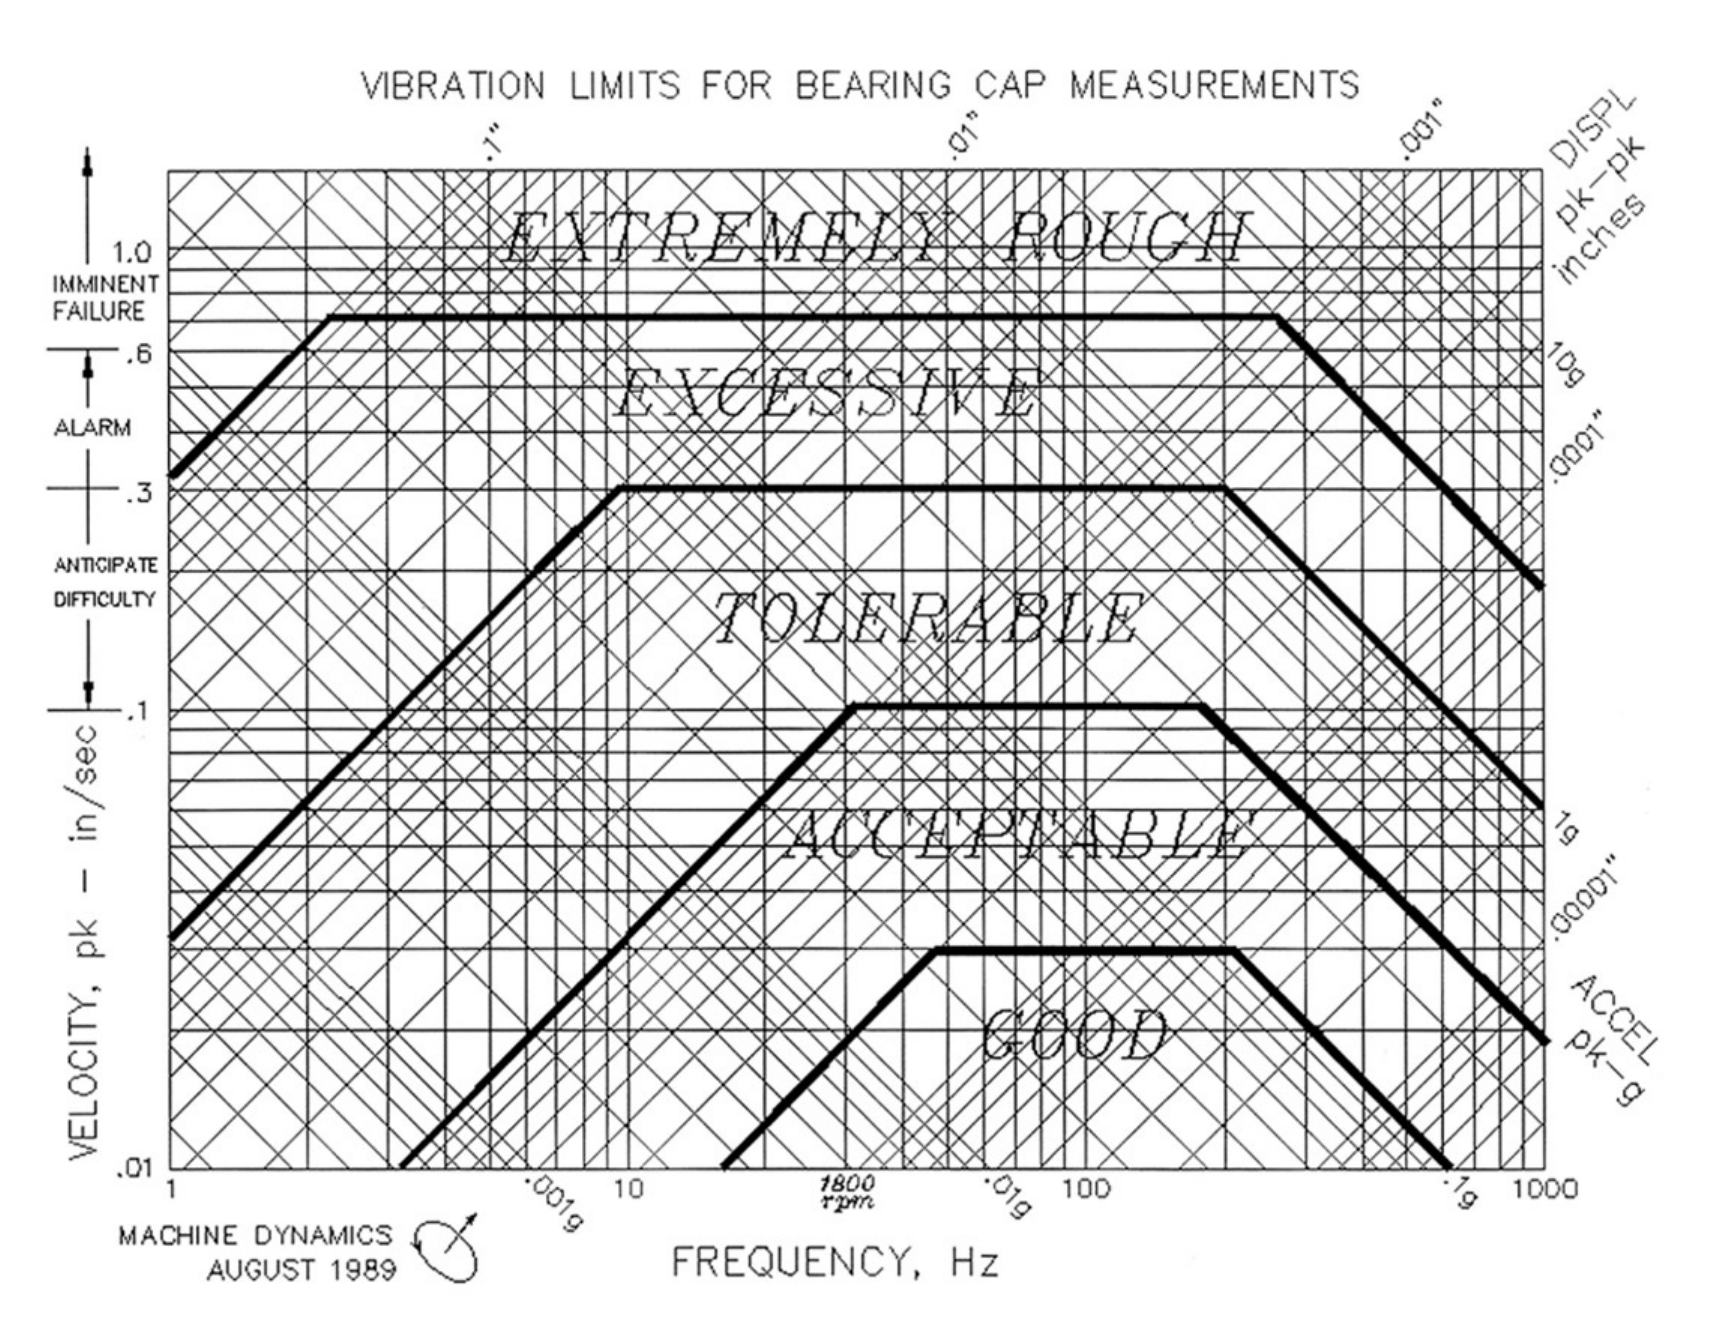 VIBRATION LIMITS FOR BEARING CAP MEASUREMENTS
.1"
.01"
.001"
DISPL
pk-pk
inches
EXTREMELY ROUGH
1.0
IMMINENT
FAILURE
.6
10g
EXCESSIVE
ALARM
.0001"
.3
ANTICIPATE
DIFFICULTY
TOLERABLE
.1
VELOCITY, pk - in/sec
ACCEPTABLE
1g
.00001"
GOOD
ACCEL
pk-g
.01
1
.001g
10
1800
rpm
.01g
100
.1g
1000
MACHINE DYNAMICS
AUGUST 1989
FREQUENCY, Hz